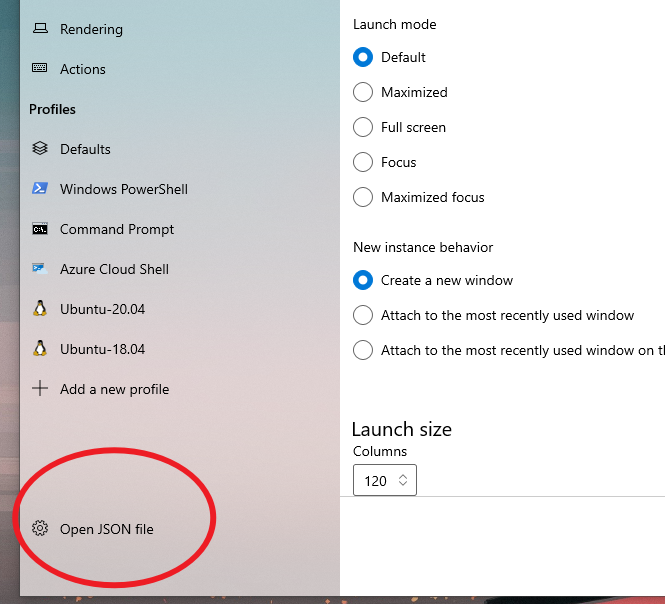 Rendering
Actions
Profiles
Defaults
Windows PowerShell
Command Prompt
Azure Cloud Shell
Ubuntu-20.04
Ubuntu-18.04
Add a new profile
Open JSON file
Launch mode
Default
Maximized
Full screen
Focus
Maximized focus
New instance behavior
Create a new window
Attach to the most recently used window
Attach to the most recently used window on
Launch size
Columns
120